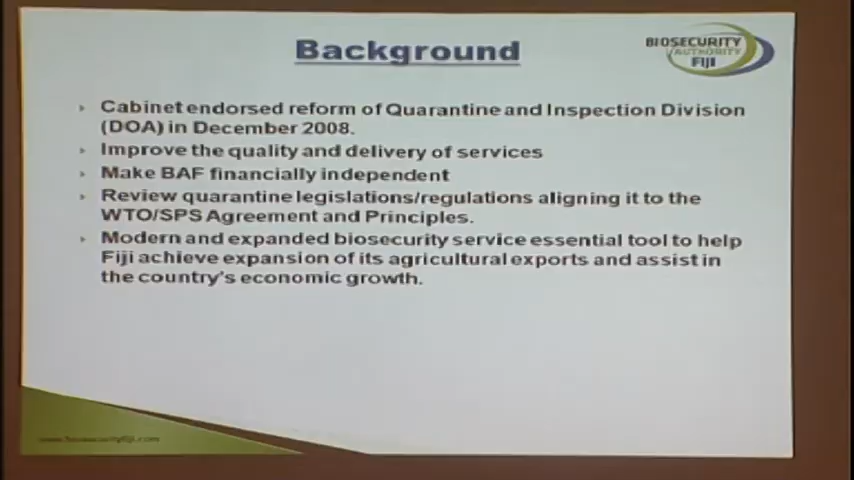 Background
BIOSECURITY
AUTHORITY
FIJI
Cabinet endorsed reform of Quarantine and Inspection Division
(DOA) in December 2008.
Improve the quality and delivery of services
Make BAF financially independent
Review quarantine legislations/regulations aligning it to the
WTO/SPS Agreement and Principles.
Modern and expanded biosecurity service essential tool to help
Fiji achieve expansion of its agricultural exports and assist in
the country's economic growth.
www.biosecurityfiji.com